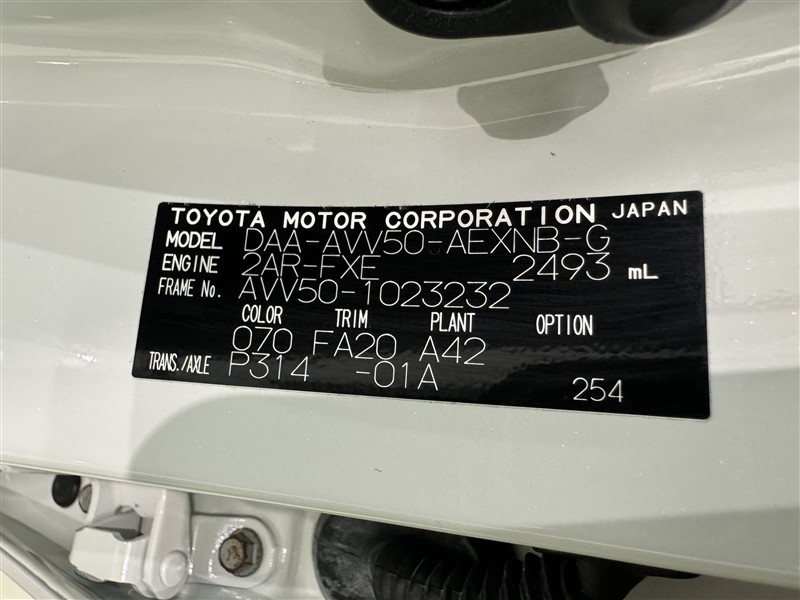 TOYOTA MOTOR CORPORATION JAPAN
MODEL DAA-AVV50-AEXNB-G
ENGINE 2AR-FXE 2493 mL
FRAME No. AVV50-1023232
COLOR TRIM PLANT OPTION
070 FA20 A42
TRANS./AXLE P314 -01A
254